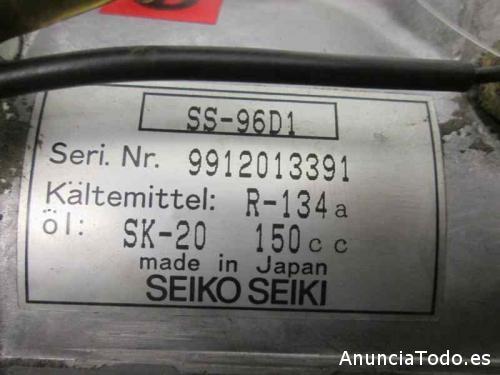 SS-96D1
Seri. Nr. 9912013391
Kältemittel: R-134a
öl: SK-20 150cc
made in Japan
SEIKO SEIKI
AnunciaTodo.es